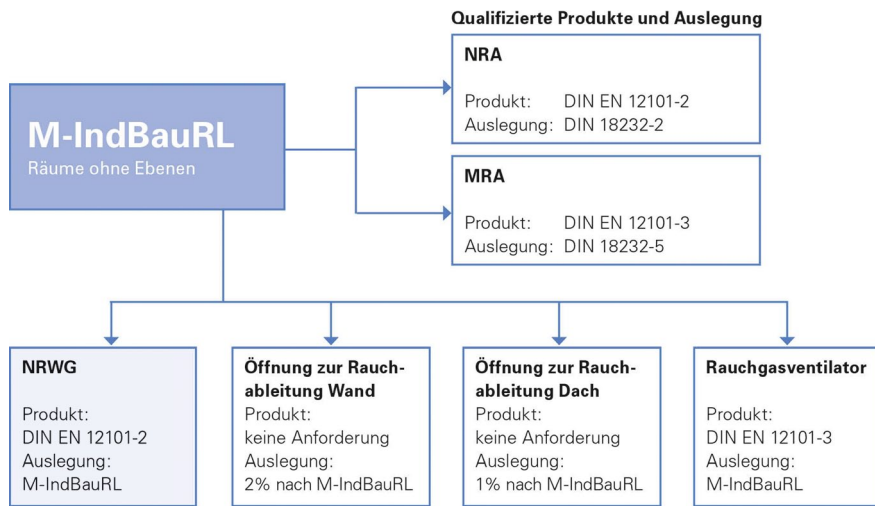 Qualifizierte Produkte und Auslegung
NRA
Produkt: DIN EN 12101-2
Auslegung: DIN 18232-2
M-IndBauRL
Räume ohne Ebenen
MRA
Produkt: DIN EN 12101-3
Auslegung: DIN 18232-5
NRWG
Produkt:
DIN EN 12101-2
Auslegung:
M-IndBauRL
Öffnung zur Rauch-
ableitung Wand
Produkt:
keine Anforderung
Auslegung:
2% nach M-IndBauRL
Öffnung zur Rauch-
ableitung Dach
Produkt:
keine Anforderung
Auslegung:
1% nach M-IndBauRL
Rauchgasventilator
Produkt:
DIN EN 12101-3
Auslegung:
M-IndBauRL